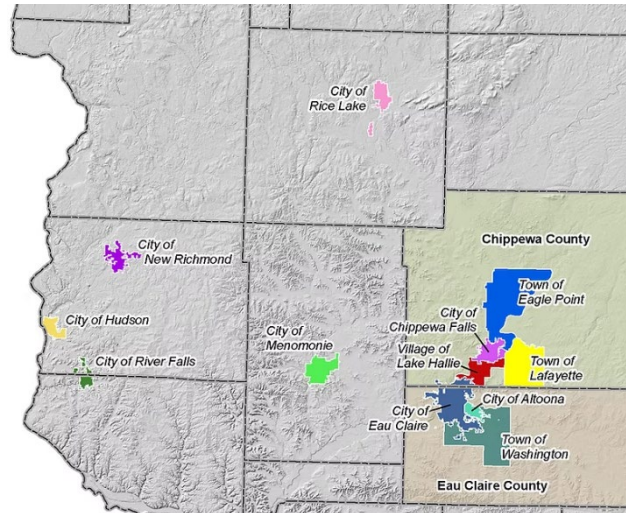 City of
Rice Lake
Chippewa County
City of
New Richmond
Town of
Eagle Point
City of
Chippewa Falls
City of Hudson
City of
Menomonie
Village of
Lake Hallie
City of River Falls
Town of
Lafayette
City of Altoona
City of
Eau Claire
Town of
Washington
Eau Claire County